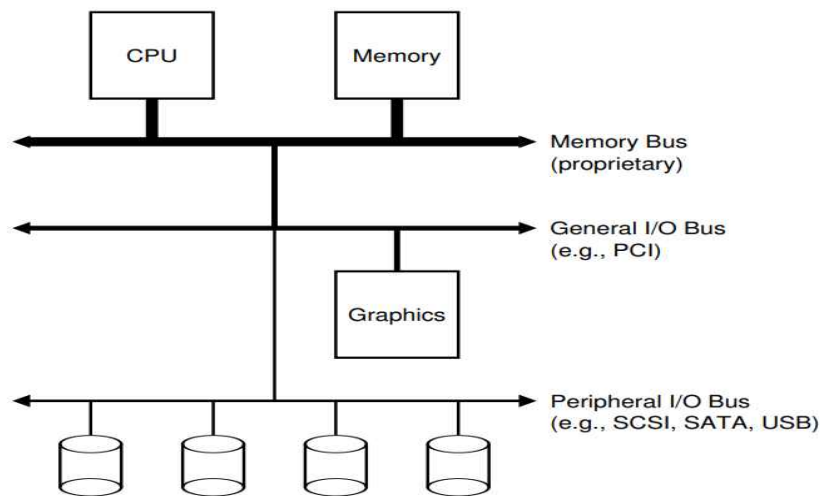 CPU
Memory
Memory Bus
(proprietary)
General I/O Bus
(e.g., PCI)
Graphics
Peripheral I/O Bus
(e.g., SCSI, SATA, USB)